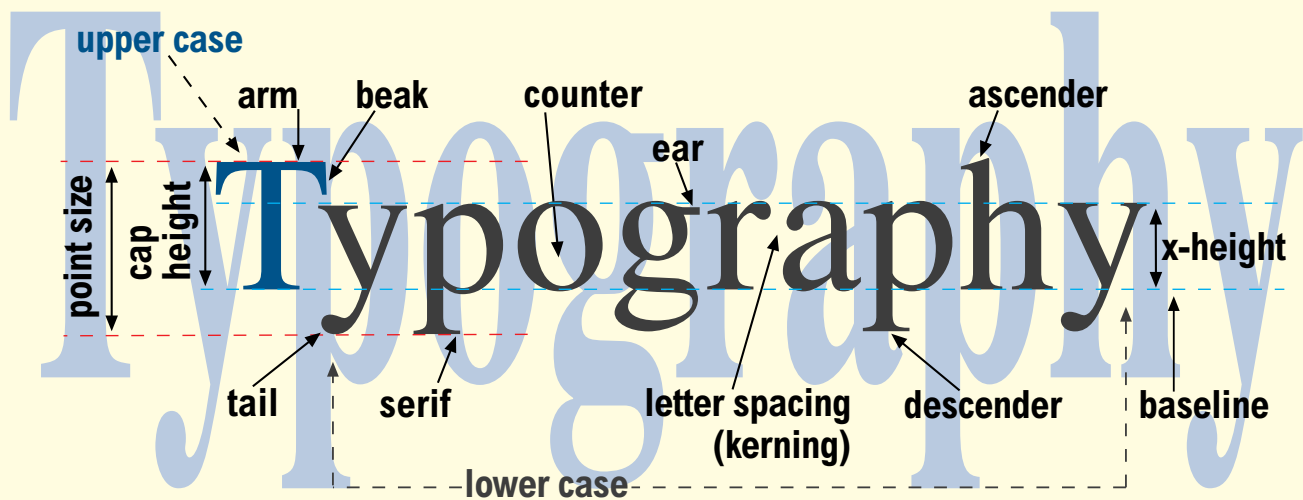 Typography
upper case
arm
beak
counter
ascender
ear
point size
cap
height
Typography
x-height
tail
serif
letter spacing
(kerning)
descender
baseline
lower case